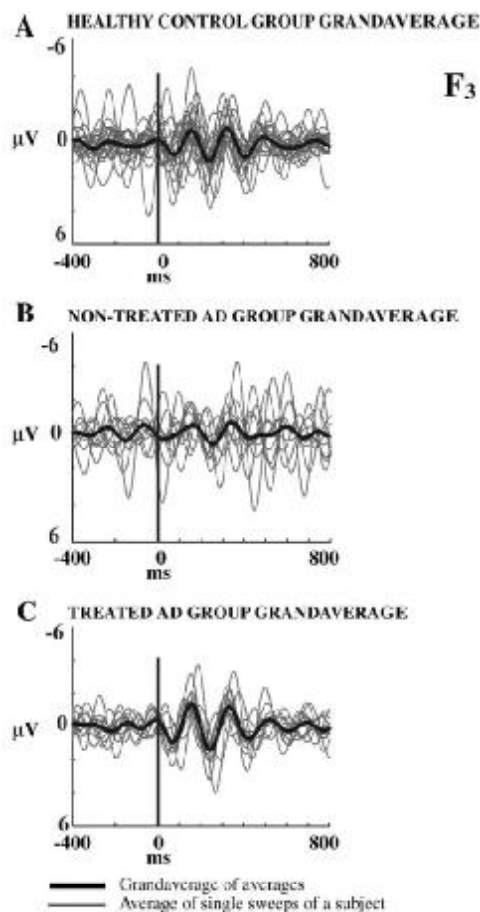 A HEALTHY CONTROL GROUP GRANDAVERAGE
F3
-6
µV 0
6
-400 0 800
ms
B NON-TREATED AD GROUP GRANDAVERAGE
-6
µV 0
6
-400 0 800
ms
C TREATED AD GROUP GRANDAVERAGE
-6
µV 0
6
-400 0 800
ms
Grandaverage of averages
Average of single sweeps of a subject